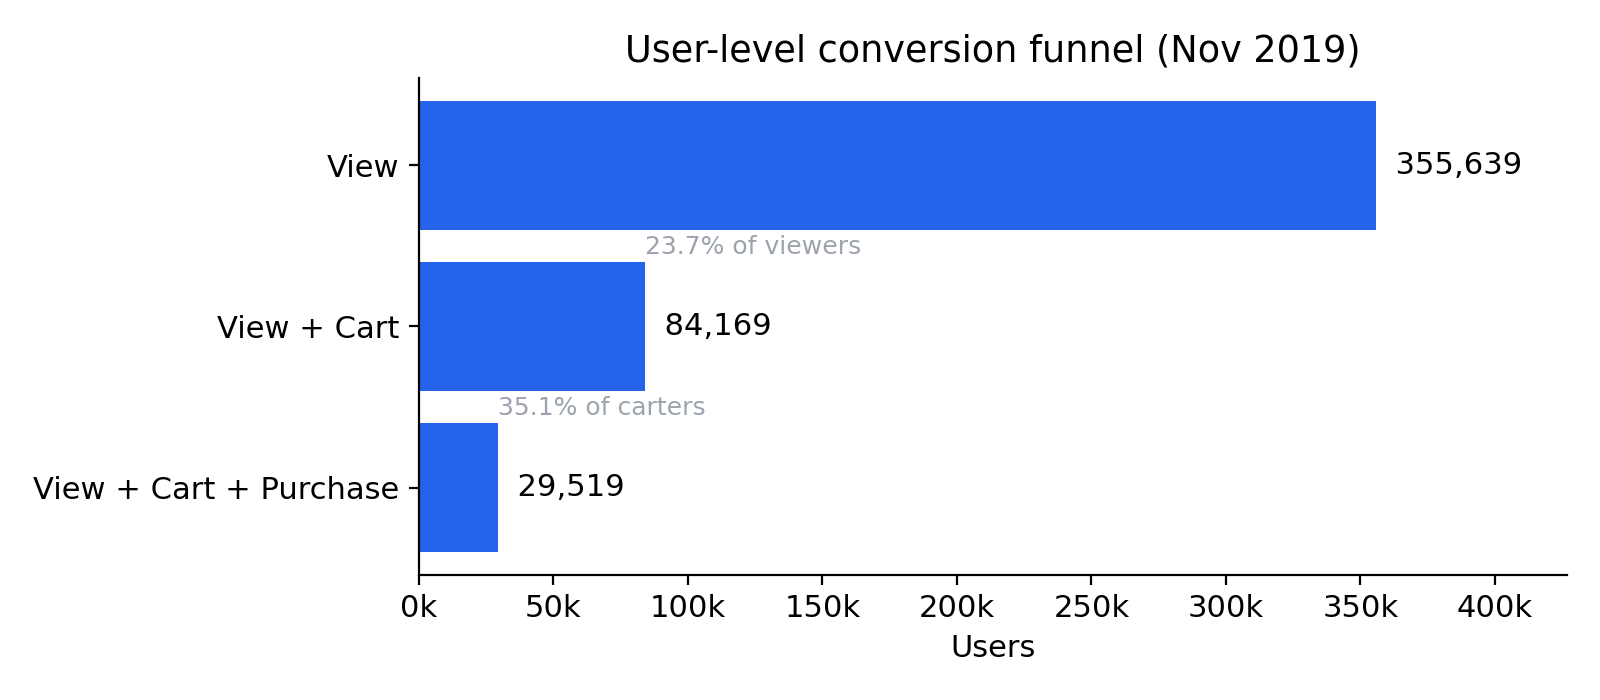 User-level conversion funnel (Nov 2019)
View
355,639
23.7% of viewers
View + Cart
84,169
35.1% of carters
View + Cart + Purchase
29,519
0k 50k 100k 150k 200k 250k 300k 350k 400k
Users